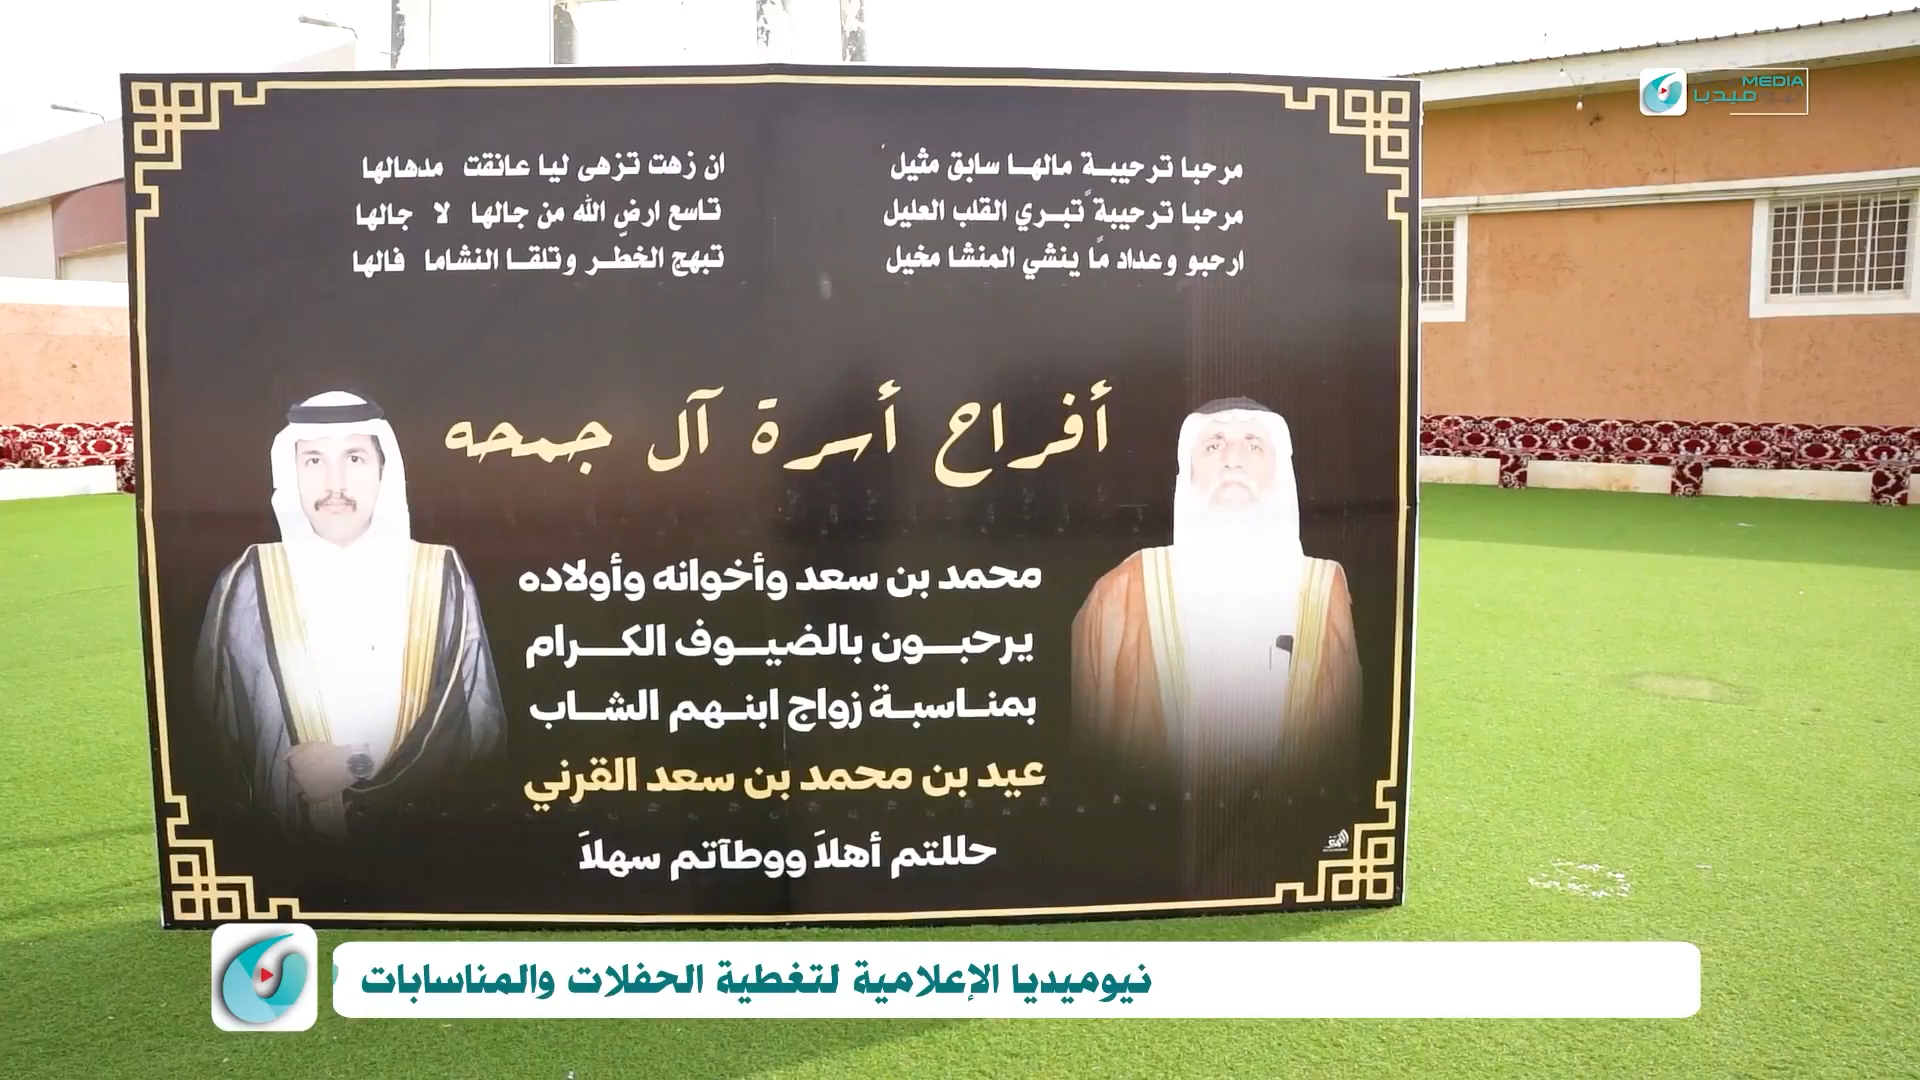 MEDIA
ميديا
مرحبا ترحيبة مالها سابق مثيل
ان زهت تزهى ليا عانقت مدهالها
مرحبا ترحيبةً تبري القلب العليل
تاسع ارضٍ الله من جالها لا جالها
ارحبو وعداد ما ينشي المنشا مخيل
تبهج الخطر وتلقا النشاما فالها
أفراح أسرة آل جمحه
محمد بن سعد وأخوانه وأولاده
يرحبون بالضيوف الكرام
بمناسبة زواج ابنهم الشاب
عيد بن محمد بن سعد القرني
حللتم أهلاَ ووطآتم سهلاَ
نيوميديا الإعلامية لتغطية الحفلات والمناسابات